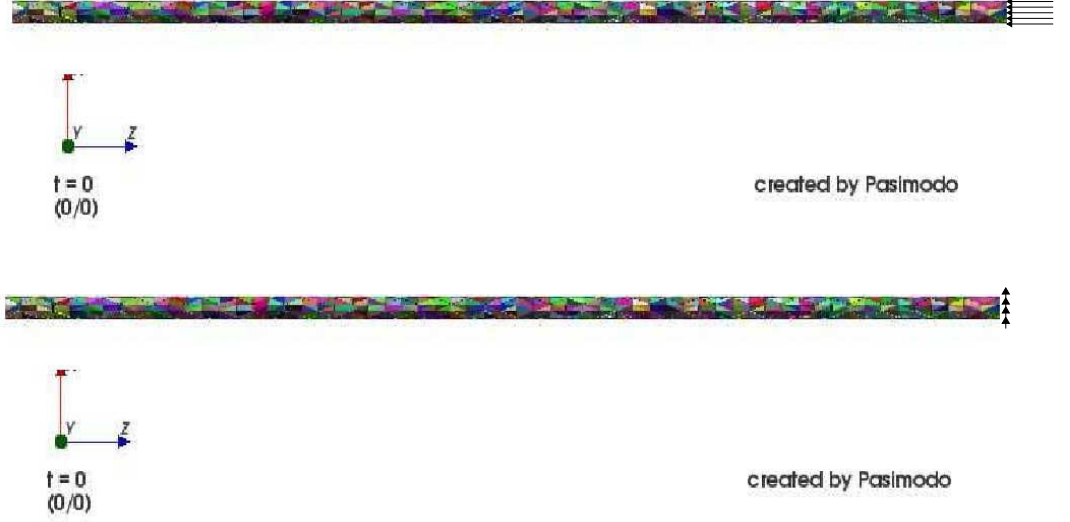 Y Z
t = 0
(0/0)
created by Pasimodo
Y Z
t = 0
(0/0)
created by Pasimodo